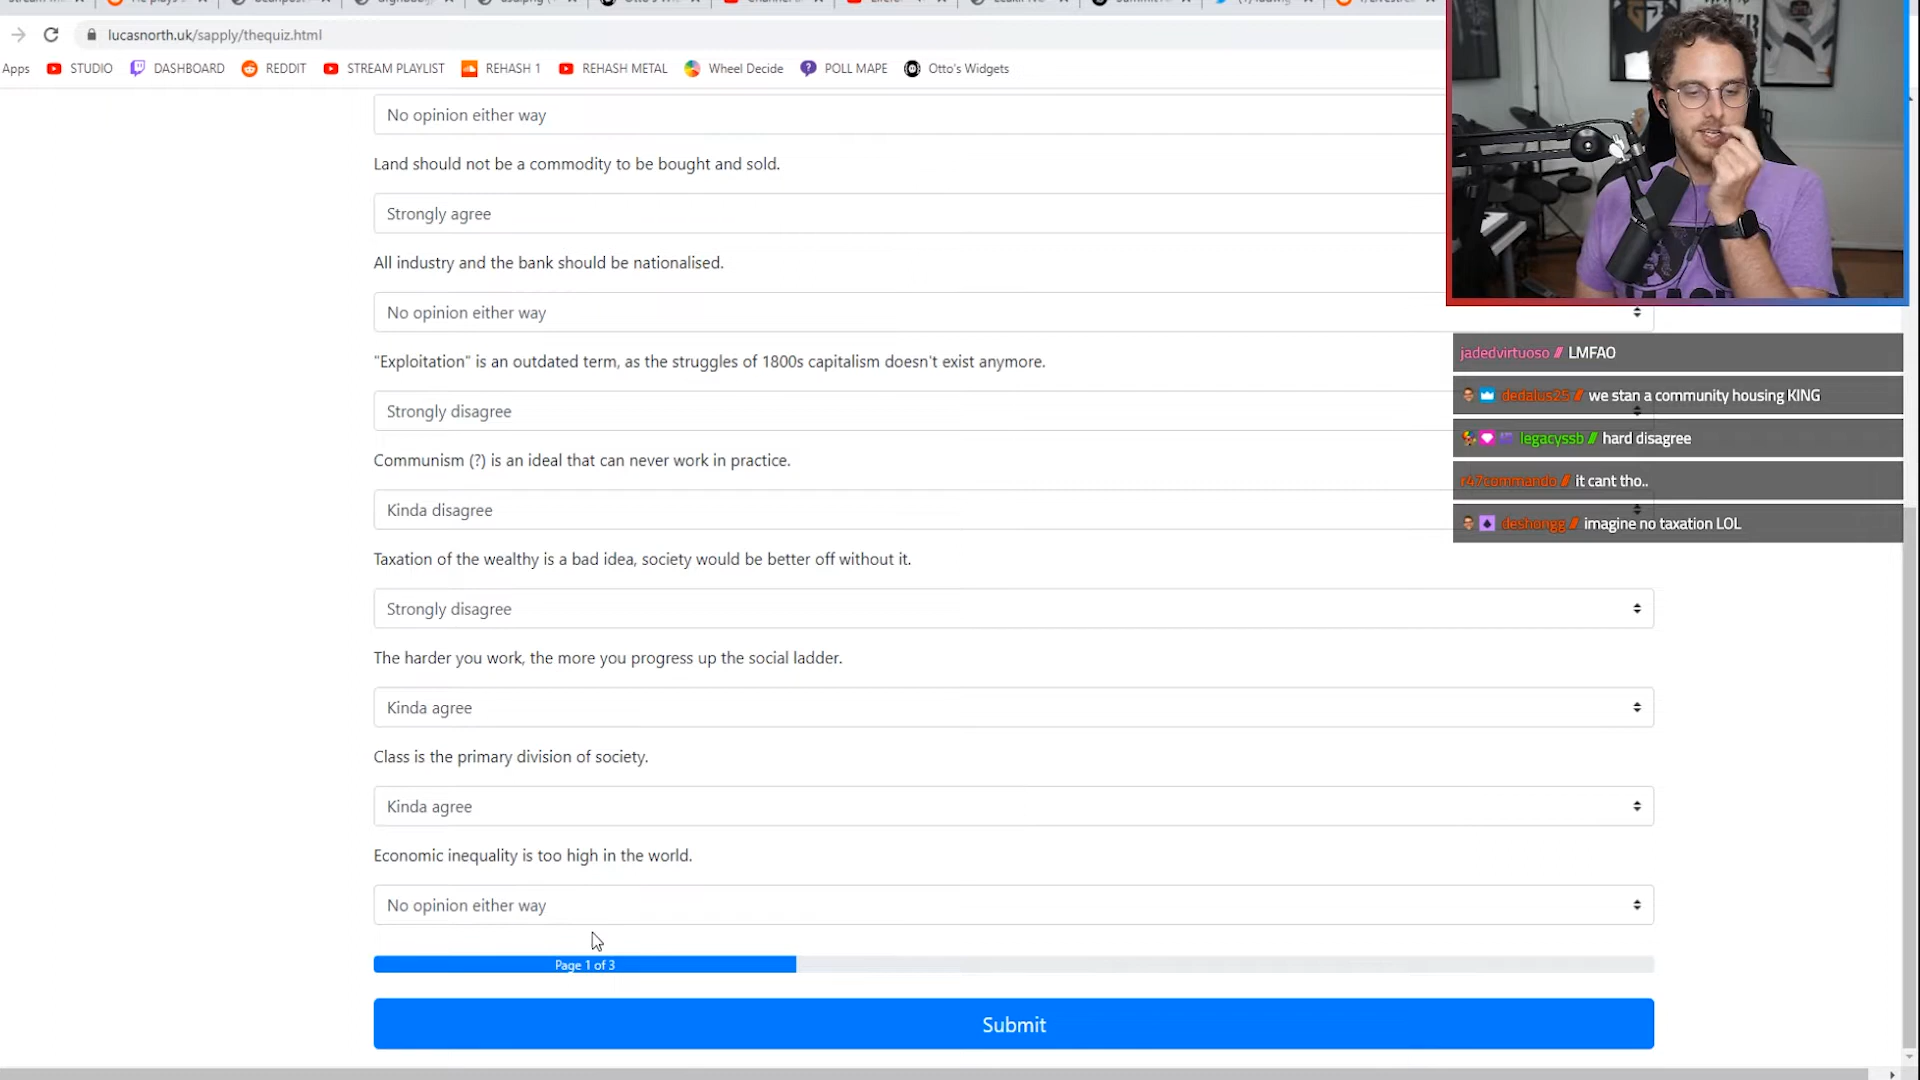 lucasnorth.uk/sapply/thequiz.html
Apps STUDIO DASHBOARD REDDIT STREAM PLAYLIST REHASH 1 REHASH METAL Wheel Decide POLL MAPE Otto's Widgets
No opinion either way
Land should not be a commodity to be bought and sold.
Strongly agree
All industry and the bank should be nationalised.
No opinion either way
"Exploitation" is an outdated term, as the struggles of 1800s capitalism doesn't exist anymore.
Strongly disagree
Communism (?) is an ideal that can never work in practice.
Kinda disagree
Taxation of the wealthy is a bad idea, society would be better off without it.
Strongly disagree
The harder you work, the more you progress up the social ladder.
Kinda agree
Class is the primary division of society.
Kinda agree
Economic inequality is too high in the world.
No opinion either way
Page 1 of 3
Submit
jadedvirtuoso // LMFAO
dedalus25 // we stan a community housing KING
legacyssb // hard disagree
r47commando // it cant tho..
deshongg // imagine no taxation LOL